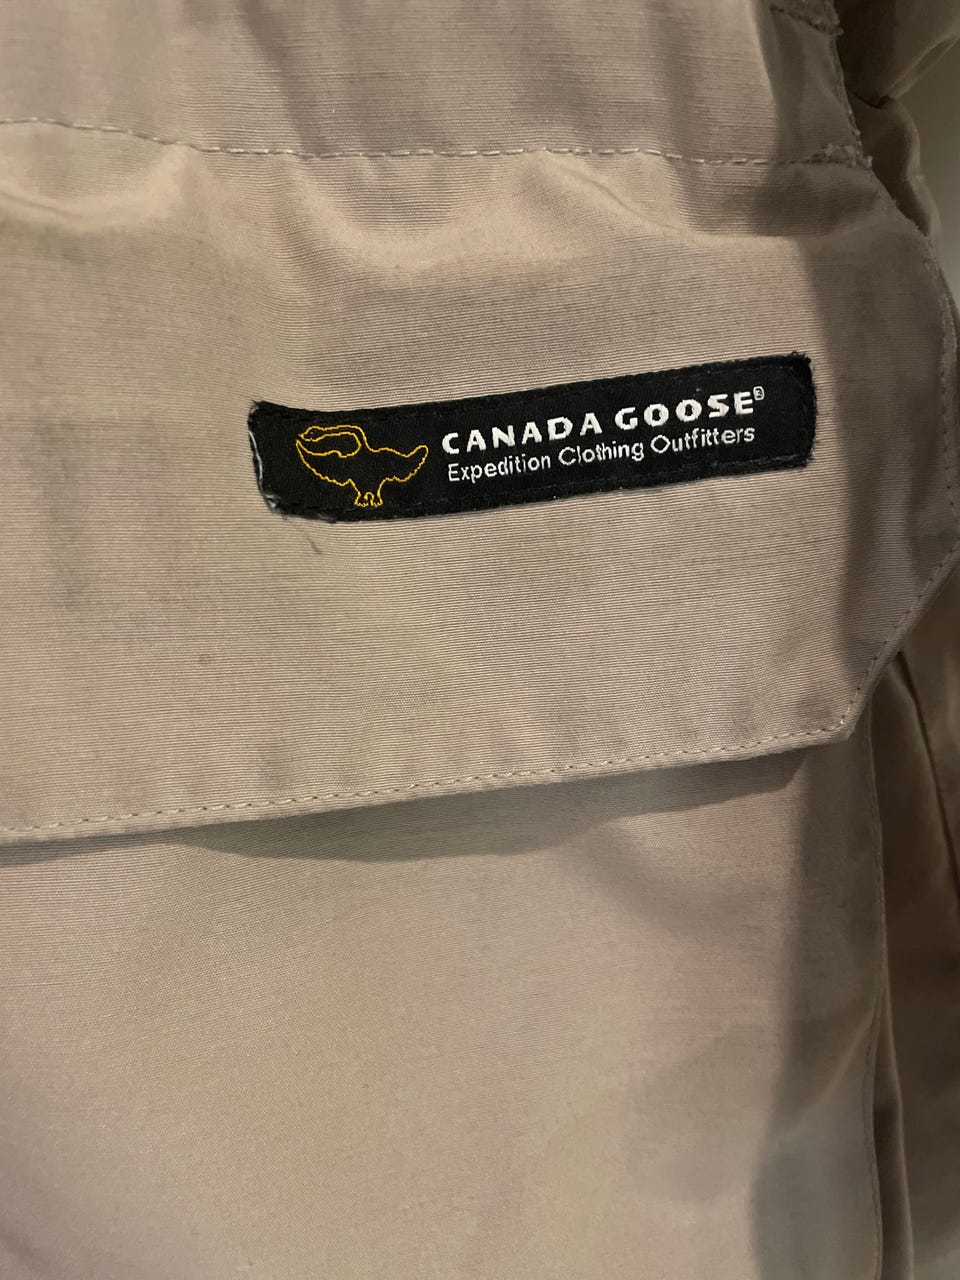 CANADA GOOSE®
Expedition Clothing Outfitters